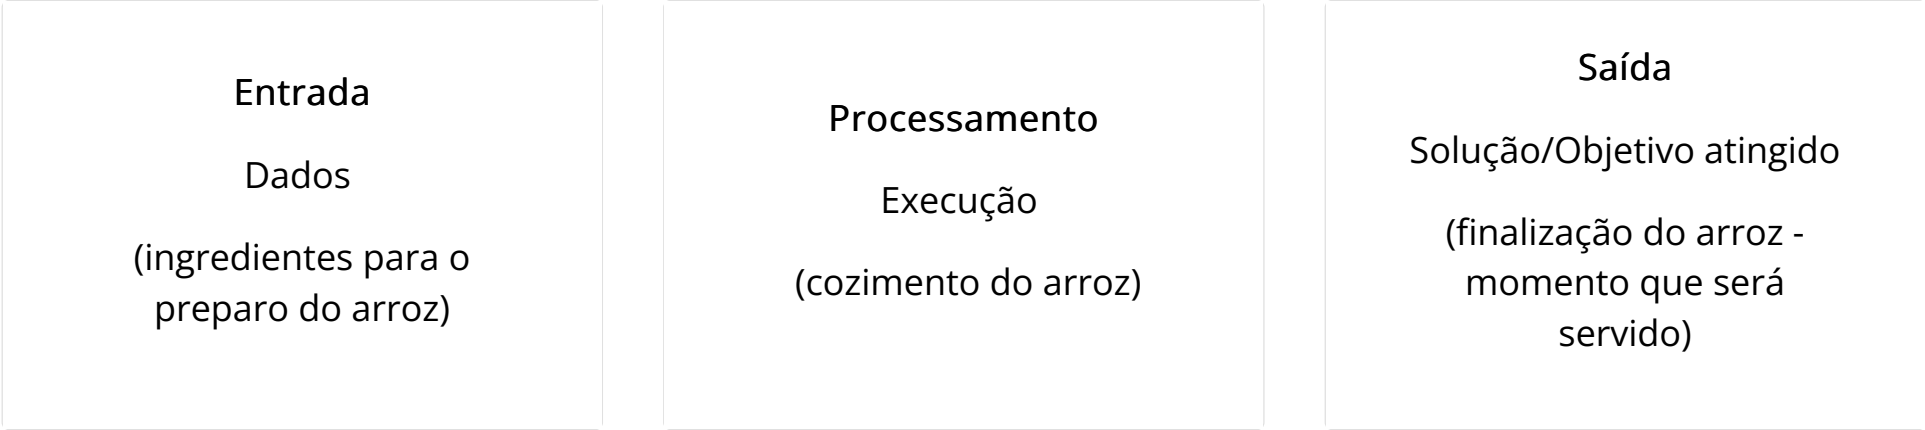 Entrada
Dados
(ingredientes para o
preparo do arroz)
Processamento
Execução
(cozimento do arroz)
Saída
Solução/Objetivo atingido
(finalização do arroz -
momento que será
servido)